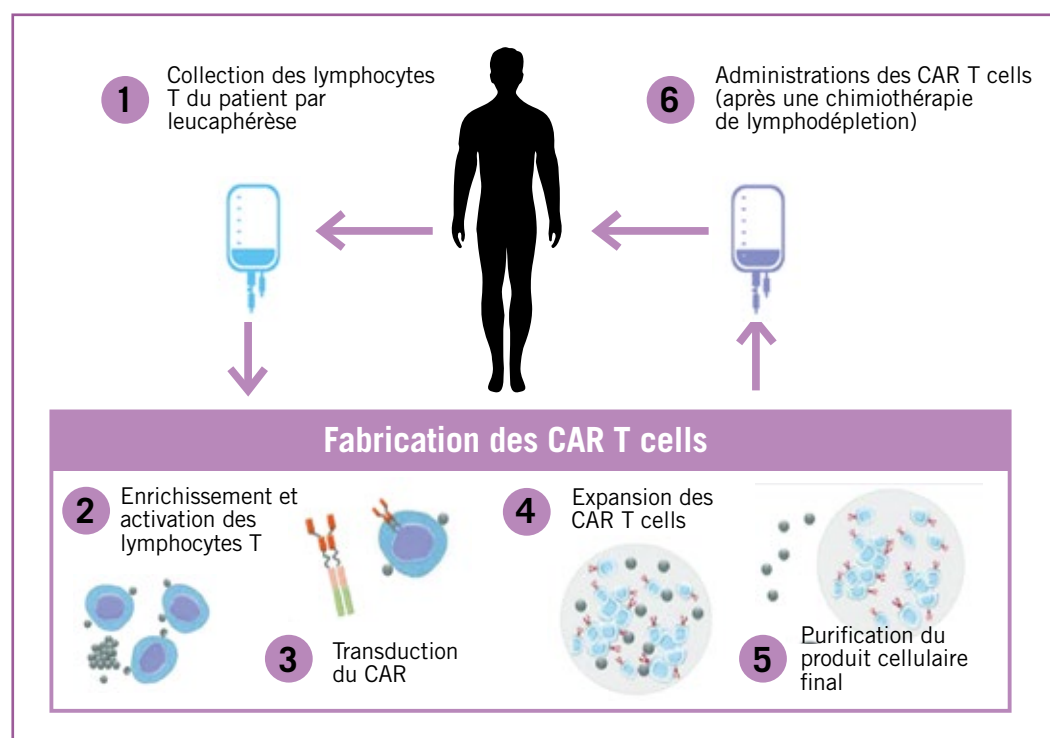 1
Collection des lymphocytes
T du patient par
leucaphérèse
6
Administrations des CAR T cells
(après une chimiothérapie
de lymphodépletion)
Fabrication des CAR T cells
2
Enrichissement et
activation des
lymphocytes T
3
Transduction
du CAR
4
Expansion des
CAR T cells
5
Purification du
produit cellulaire
final